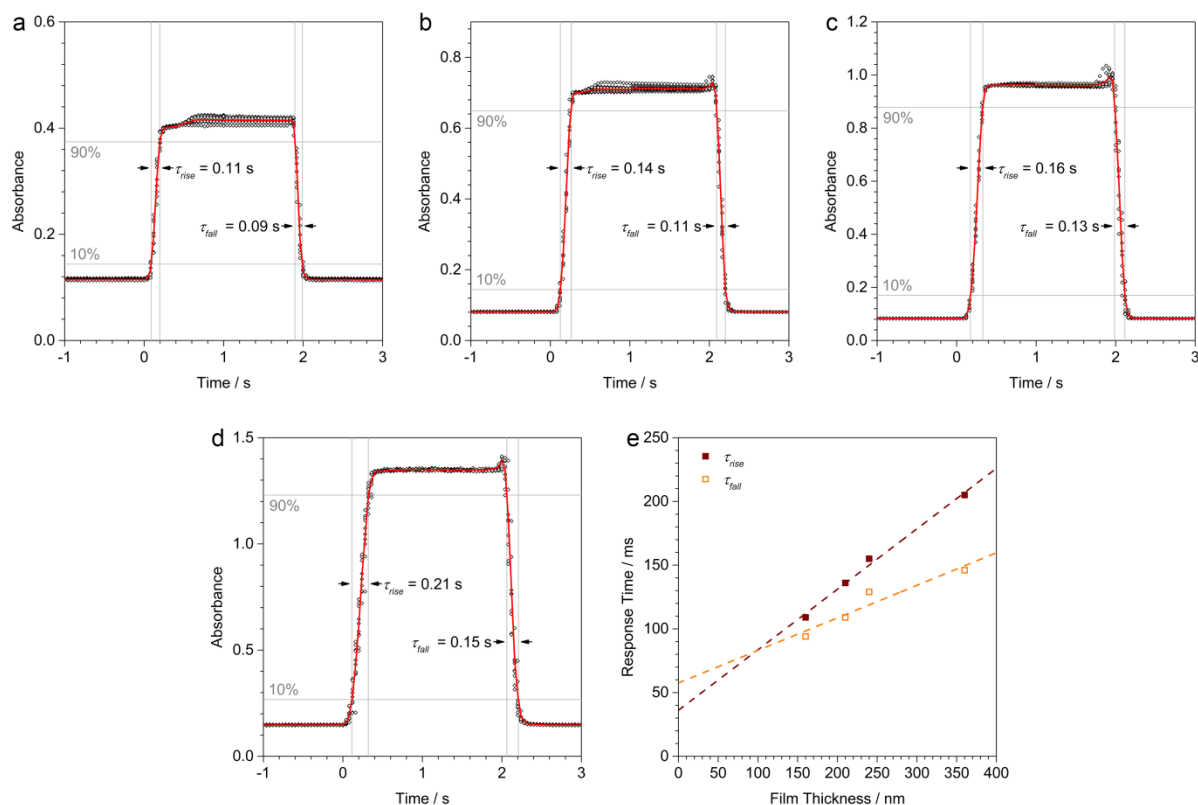 a
0.6
0.4
0.2
0.0
Absorbance
90%
10%
τrise = 0.11 s
τfall = 0.09 s
-1 0 1 2 3
Time / s
b
0.8
0.6
0.4
0.2
0.0
Absorbance
90%
10%
τrise = 0.14 s
τfall = 0.11 s
-1 0 1 2 3
Time / s
c
1.2
1.0
0.8
0.6
0.4
0.2
0.0
Absorbance
90%
10%
τrise = 0.16 s
τfall = 0.13 s
-1 0 1 2 3
Time / s
d
1.5
1.0
0.5
0.0
Absorbance
90%
10%
τrise = 0.21 s
τfall = 0.15 s
-1 0 1 2 3
Time / s
e
250
200
150
100
50
0
Response Time / ms
τrise
τfall
0 50 100 150 200 250 300 350 400
Film Thickness / nm